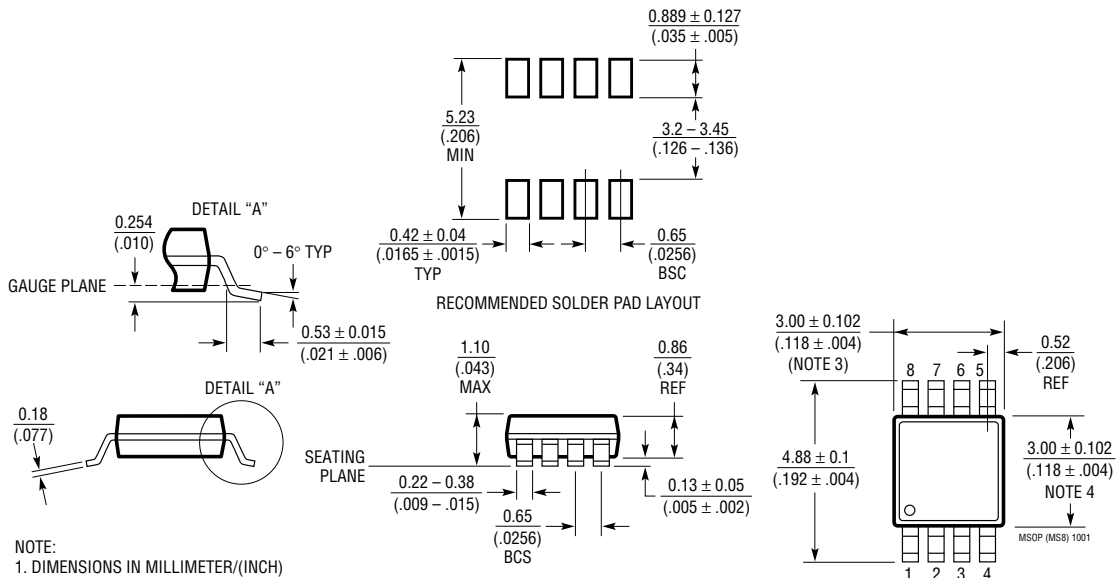 0.889 ± 0.127
(.035 ± .005)
5.23
(.206)
MIN
3.2 – 3.45
(.126 – .136)
DETAIL “A”
0.254
(.010)
0° – 6° TYP
GAUGE PLANE
0.53 ± 0.015
(.021 ± .006)
0.42 ± 0.04
(.0165 ± .0015)
TYP
0.65
(.0256)
BSC
RECOMMENDED SOLDER PAD LAYOUT
DETAIL “A”
0.18
(.077)
1.10
(.043)
MAX
0.86
(.34)
REF
SEATING
PLANE
0.22 – 0.38
(.009 – .015)
0.13 ± 0.05
(.005 ± .002)
0.65
(.0256)
BCS
3.00 ± 0.102
(.118 ± .004)
(NOTE 3)
0.52
(.206)
REF
8 7 6 5
4.88 ± 0.1
(.192 ± .004)
3.00 ± 0.102
(.118 ± .004)
NOTE 4
MSOP (MS8) 1001
1 2 3 4
NOTE:
1. DIMENSIONS IN MILLIMETER/(INCH)